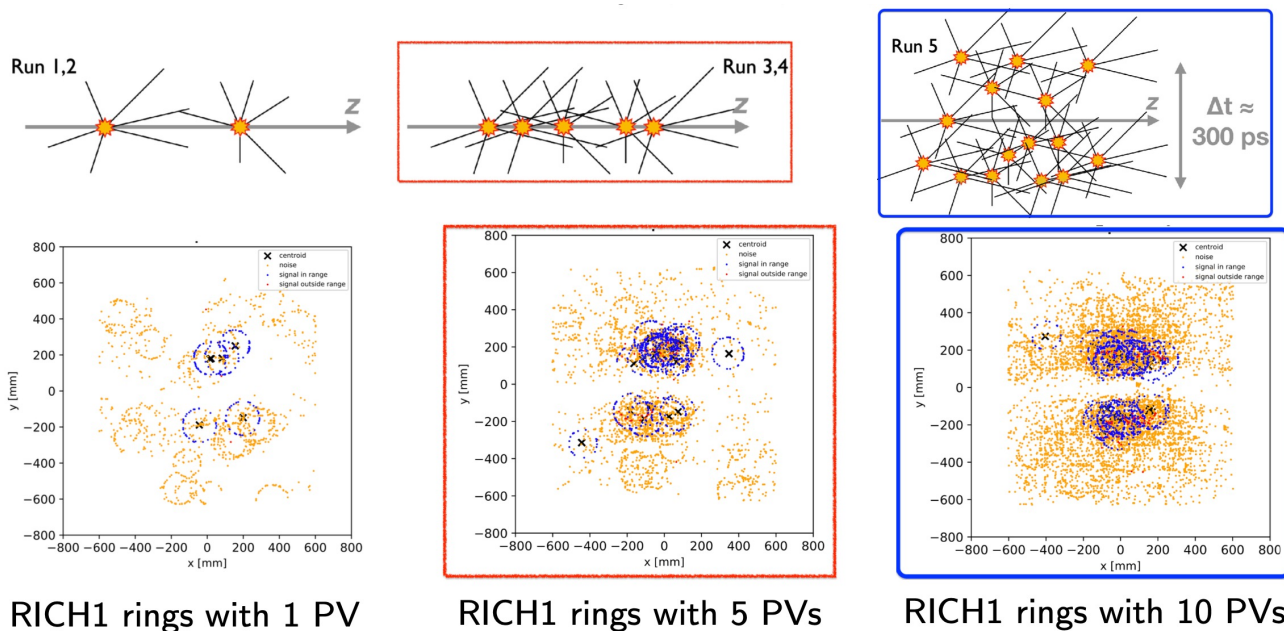 Run 1,2
z
Run 3,4
z
Run 5
z
Δt ≈
300 ps
800
600
400
200
0
−200
−400
−600
−800
y [mm]
−800 −600 −400 −200 0 200 400 600 800
x [mm]
centroid
noise
signal in range
signal outside range
800
600
400
200
0
−200
−400
−600
−800
y [mm]
−800 −600 −400 −200 0 200 400 600 800
x [mm]
centroid
noise
signal in range
signal outside range
800
600
400
200
0
−200
−400
−600
−800
y [mm]
−800 −600 −400 −200 0 200 400 600 800
x [mm]
centroid
noise
signal in range
signal outside range
RICH1 rings with 1 PV
RICH1 rings with 5 PVs
RICH1 rings with 10 PVs